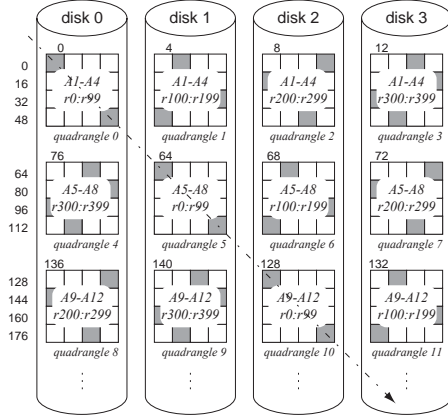 disk 0 disk 1 disk 2 disk 3
0 4 8 12
0
16
32
48
A1-A4 A1-A4 A1-A4 A1-A4
r0:r99 r100:r199 r200:r299 r300:r399
quadrangle 0 quadrangle 1 quadrangle 2 quadrangle 3
76 64 68 72
64
80
96
112
A5-A8 A5-A8 A5-A8 A5-A8
r300:r399 r0:r99 r100:r199 r200:r299
quadrangle 4 quadrangle 5 quadrangle 6 quadrangle 7
136 140 128 132
128
144
160
176
A9-A12 A9-A12 A9-A12 A9-A12
r200:r299 r300:r399 r0:r99 r100:r199
quadrangle 8 quadrangle 9 quadrangle 10 quadrangle 11